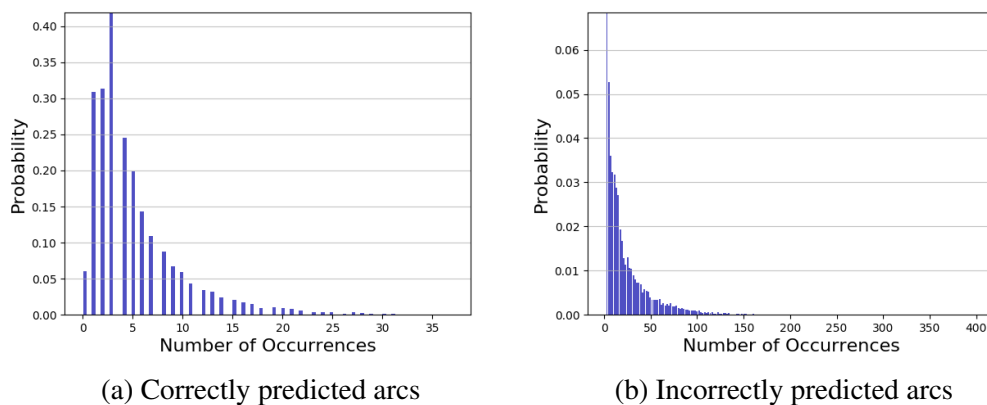 0.40
0.35
0.30
0.25
0.20
0.15
0.10
0.05
0.00
Probability
0 5 10 15 20 25 30 35
Number of Occurrences
(a) Correctly predicted arcs
0.06
0.05
0.04
0.03
0.02
0.01
0.00
Probability
0 50 100 150 200 250 300 350 400
Number of Occurrences
(b) Incorrectly predicted arcs